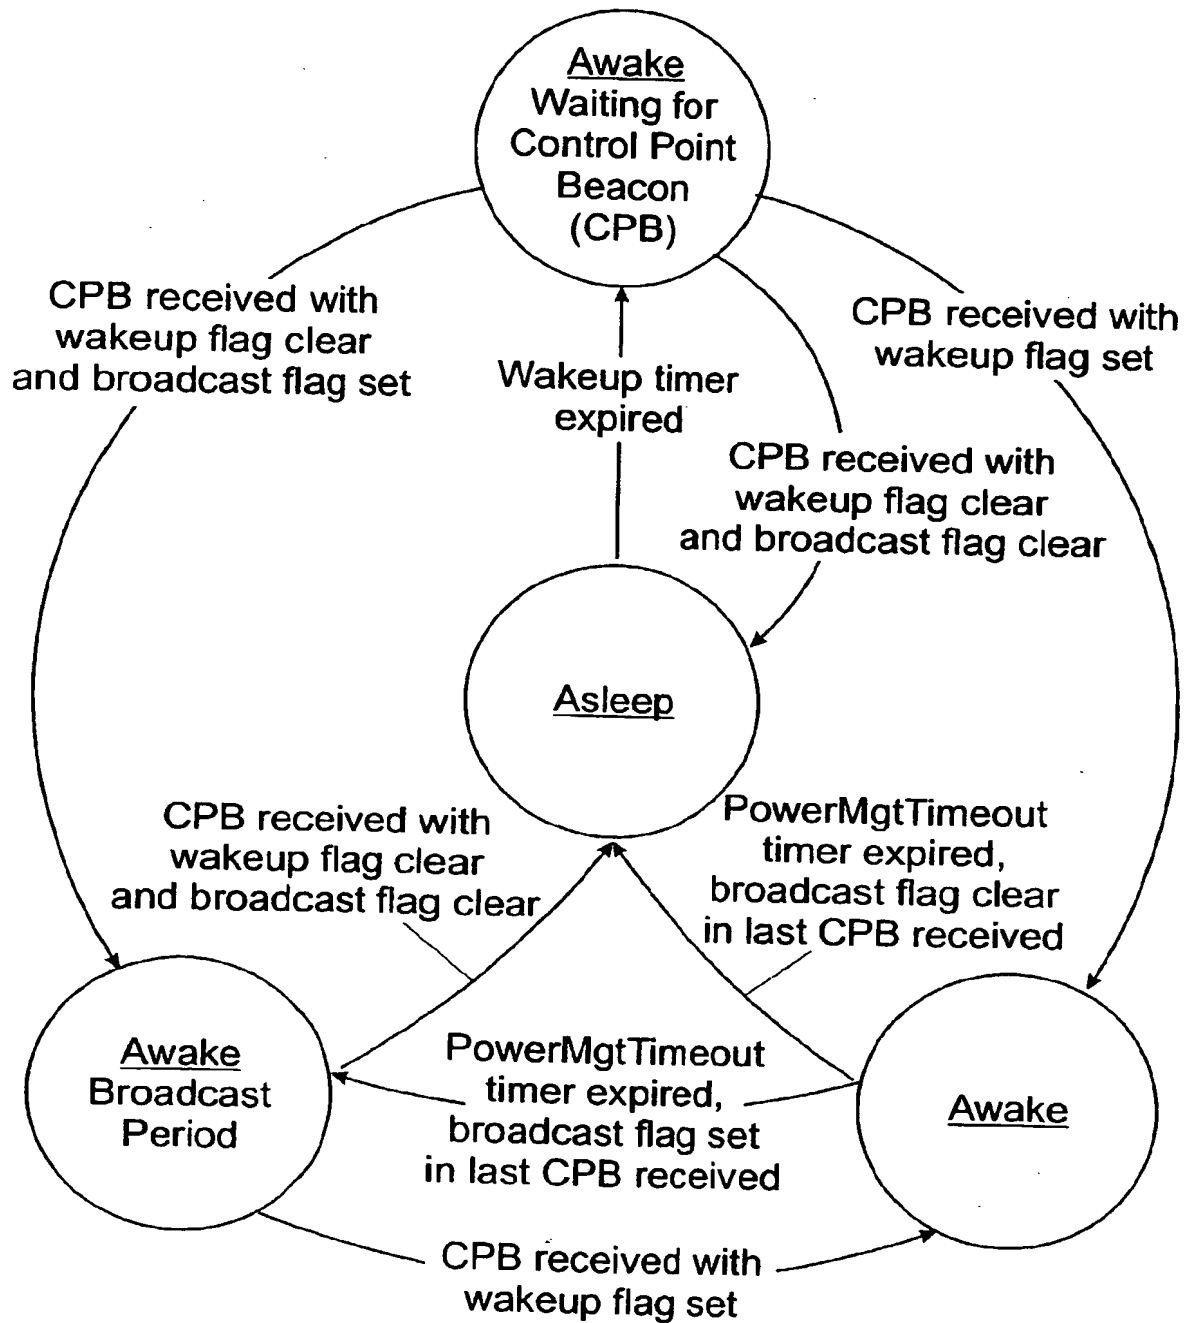 Awake
Waiting for
Control Point
Beacon
(CPB)
CPB received with
wakeup flag clear
and broadcast flag set
CPB received with
wakeup flag set
Wakeup timer
expired
CPB received with
wakeup flag clear
and broadcast flag clear
Asleep
CPB received with
wakeup flag clear
and broadcast flag clear
PowerMgtTimeout
timer expired,
broadcast flag clear
in last CPB received
Awake
Broadcast
Period
PowerMgtTimeout
timer expired,
broadcast flag set
in last CPB received
Awake
CPB received with
wakeup flag set